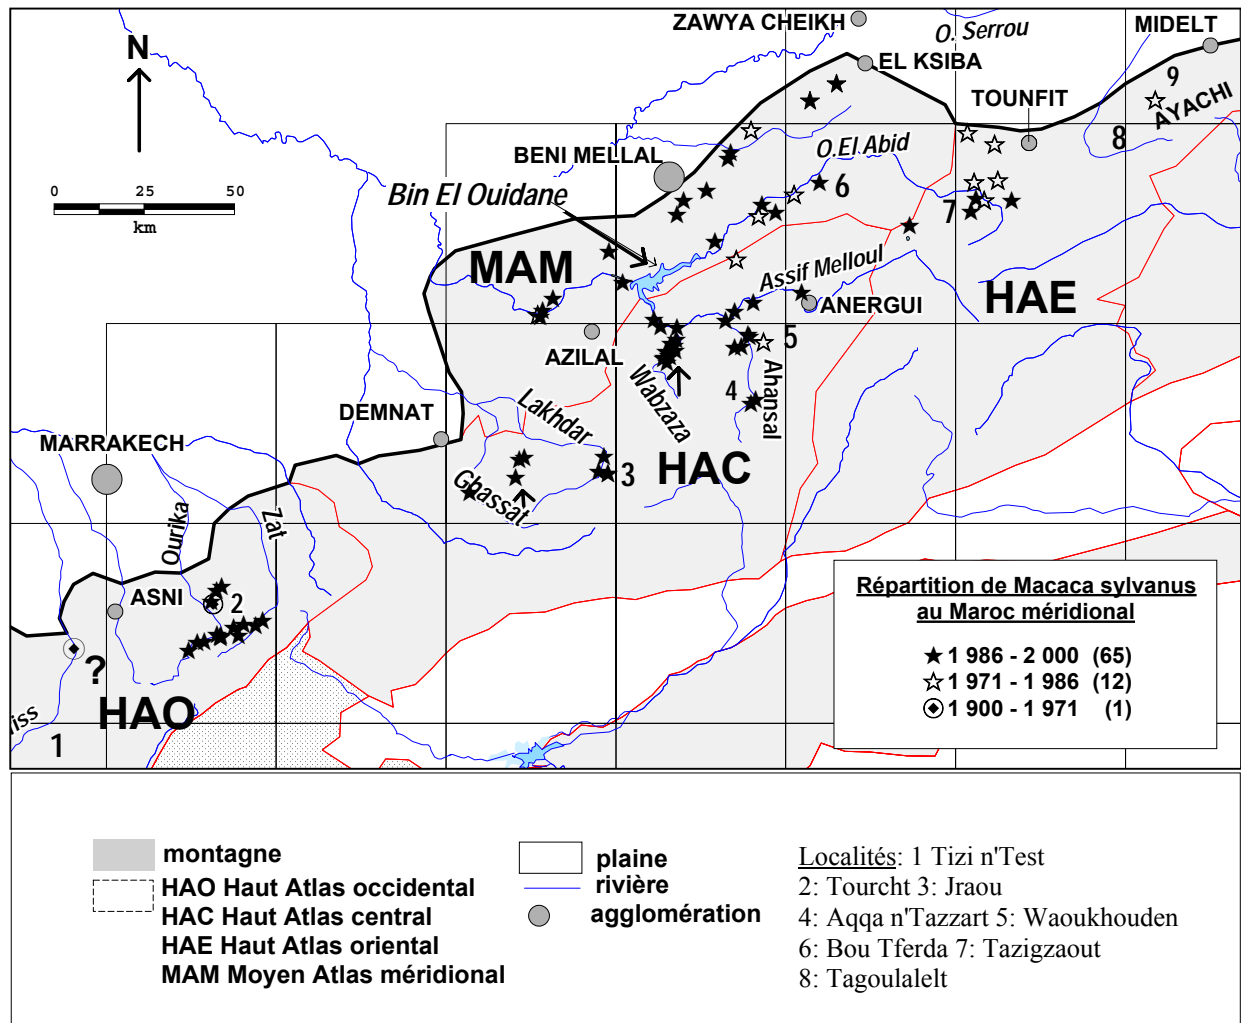 ZAWYA CHEIKH
O. Serrou
MIDELT
N
EL KSIBA
9
TOUNFIT
AYACHI
8
BENI MELLAL
O.El Abid
0 25 50
km
Bin El Ouidane
6
7
MAM
Assif Melloul
HAE
ANERGUI
AZILAL
5
Wabzaza
Ahansal
4
Lakhdar
DEMNAT
MARRAKECH
HAC
3
Ghassat
Ourika
Zat
ASNI
2
?
HAO
iss
1
Répartition de Macaca sylvanus
au Maroc méridional
1 986 - 2 000 (65)
1 971 - 1 986 (12)
1 900 - 1 971 (1)
montagne
HAO Haut Atlas occidental
HAC Haut Atlas central
HAE Haut Atlas oriental
MAM Moyen Atlas méridional
plaine
rivière
agglomération
Localités: 1 Tizi n'Test
2: Tourcht 3: Jraou
4: Aqqa n'Tazzart 5: Waoukhouden
6: Bou Tferda 7: Tazigzaout
8: Tagoulalelt